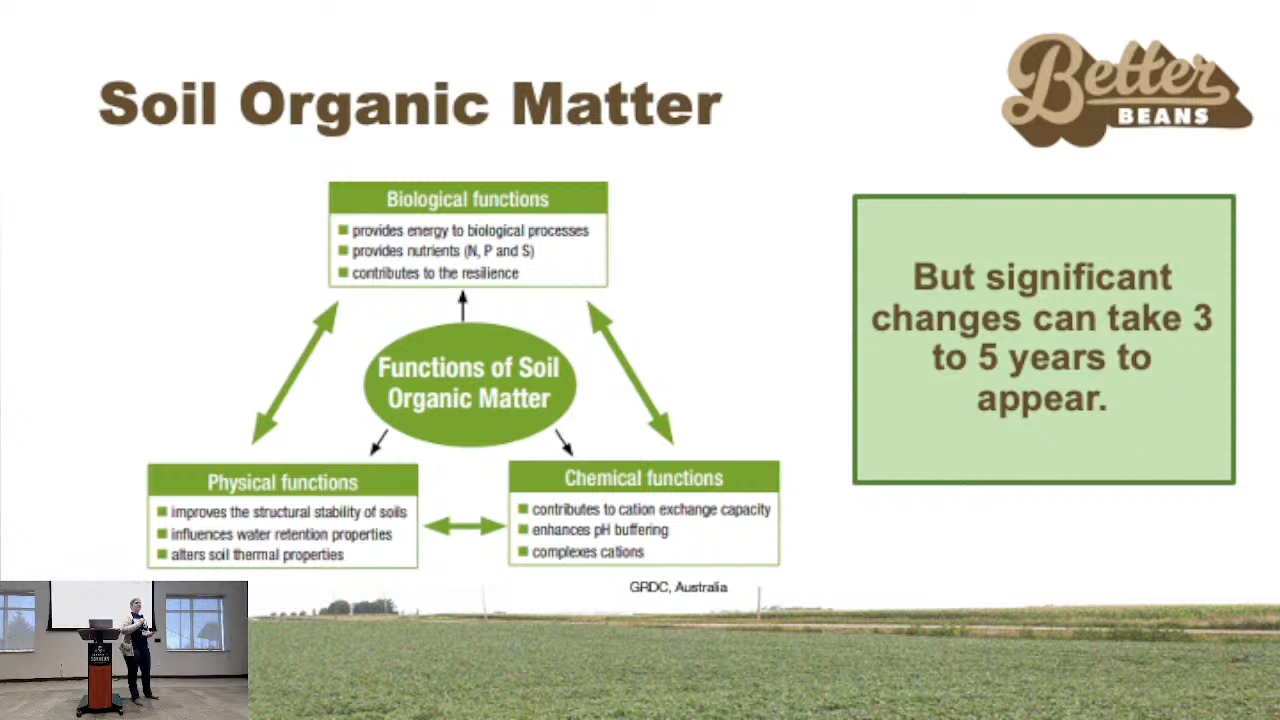 Soil Organic Matter
Better
BEANS
Biological functions
provides energy to biological processes
provides nutrients (N, P and S)
contributes to the resilience
Functions of Soil
Organic Matter
Physical functions
improves the structural stability of soils
influences water retention properties
alters soil thermal properties
Chemical functions
contributes to cation exchange capacity
enhances pH buffering
complexes cations
GRDC, Australia
But significant
changes can take 3
to 5 years to
appear.